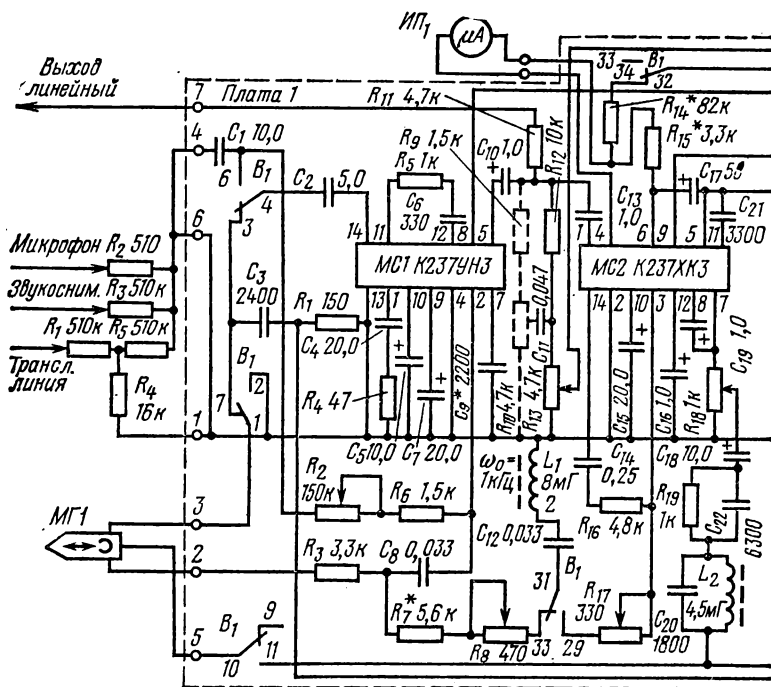 ИП₁
μA
Выход
линейный
7
Плата 1
R₁₁ 4,7к
33 34
B₁
32
R₁₄* 82к
R₁₅* 3,3к
4
C₁ 10,0
6
B₁
3
4
C₂
5,0
R₉ 1,5к
R₅ 1к
C₆
330
C₁₀ 1,0
R₁₂ 10к
C₁₃
1,0
C₁₇
C₂₁
3300
6
14
11
12
8
5
1
4
6
9
5
11
МС1 К237УН3
МС2 К237ХК3
Микрофон
R₂ 510
Звукосним.
R₃ 510к
R₁ 510к
R₅ 510к
Трансл.
линия
R₄
16к
C₃
2400
R₁ 150
13
1
10
9
4
2
7
0,047
C₁₁
14
2
10
3
12
8
7
C₄ 20,0
R₄ 47
C₅ 10,0
C₇ 20,0
C₉* 2200
R₁₀ 4,7к
R₁₃ 4,7к
C₁₅ 20,0
C₁₆ 1,0
R₁₈ 1к
C₁₉ 1,0
B₁
2
7
1
1
ω₀=
1кГц
L₁
8мГ
2
C₁₄
0,25
C₁₈
10,0
МГ1
3
2
R₂
150к
R₆ 1,5к
C₁₂ 0,033
R₁₆
4,8к
R₁₉
1к
C₂₂
6300
R₃ 3,3к
C₈
0,033
R₇* 5,6к
R₈
470
31
B₁
33
29
R₁₇
330
C₂₀
1800
L₂
4,5мГ
5
B₁
9
10
11